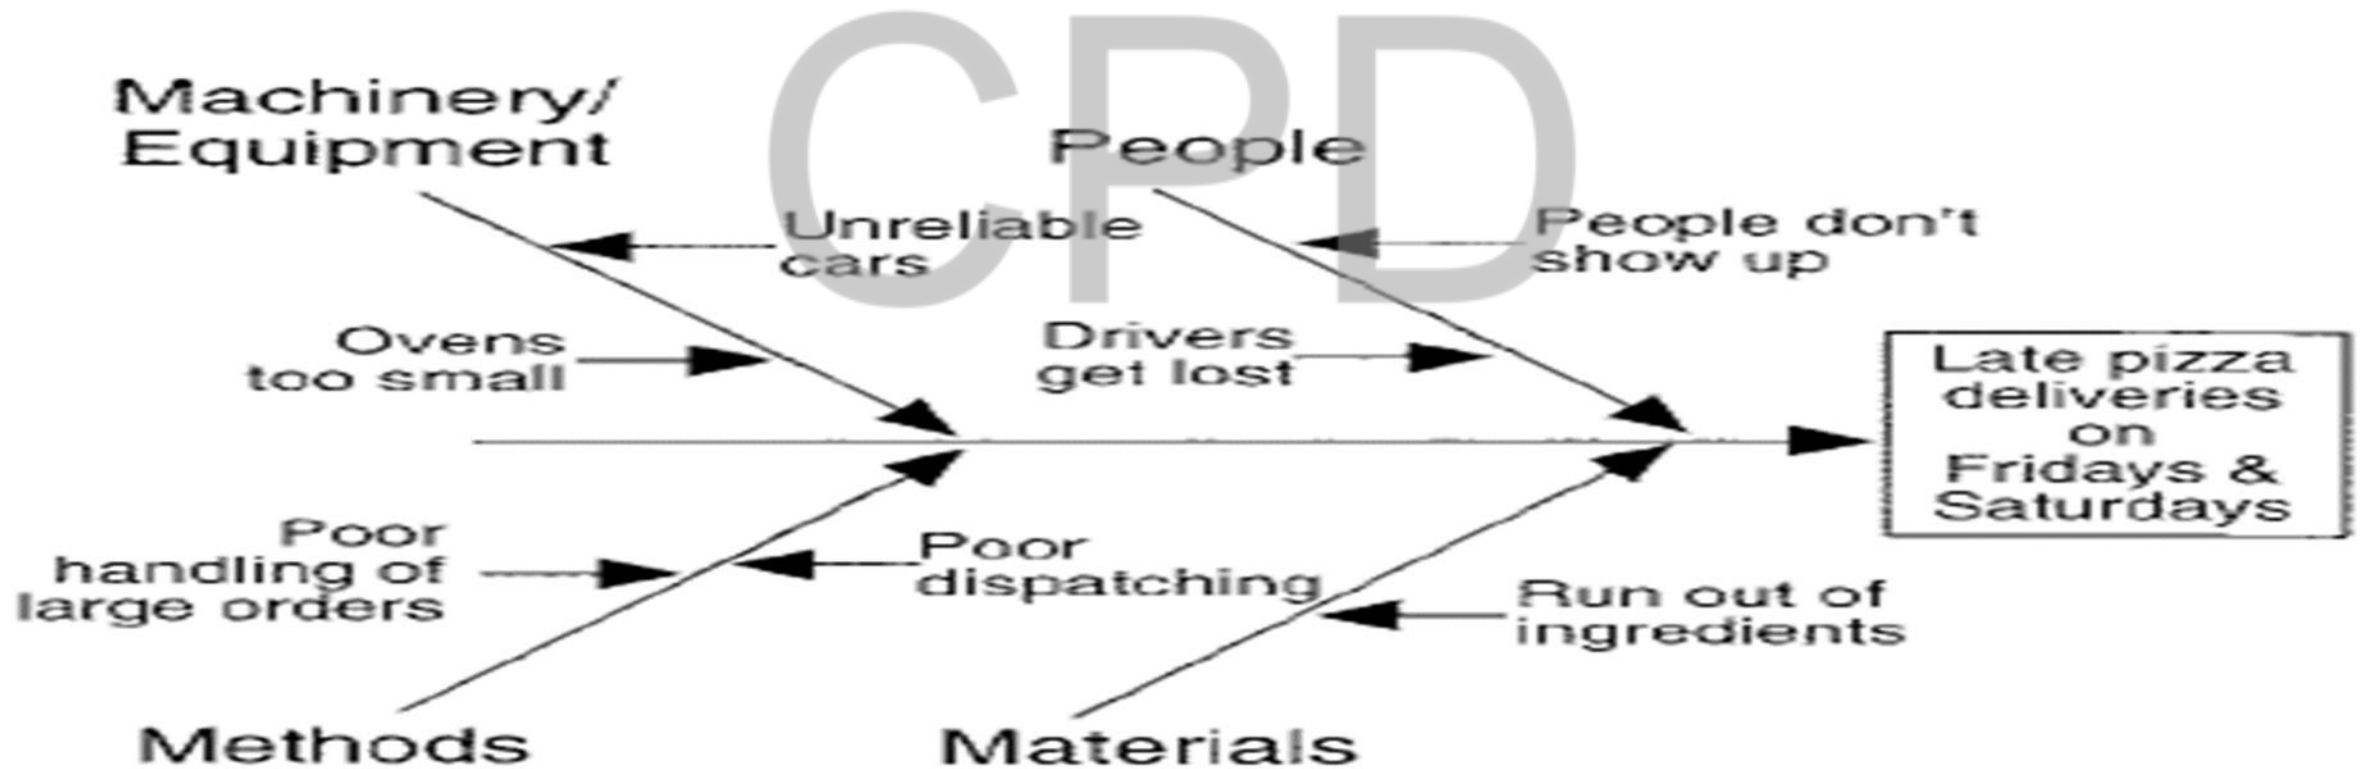 CPD
Machinery/
Equipment
People
Unreliable
cars
People don't
show up
Ovens
too small
Drivers
get lost
Late pizza
deliveries
on
Fridays &
Saturdays
Poor
handling of
large orders
Poor
dispatching
Run out of
ingredients
Methods
Materials